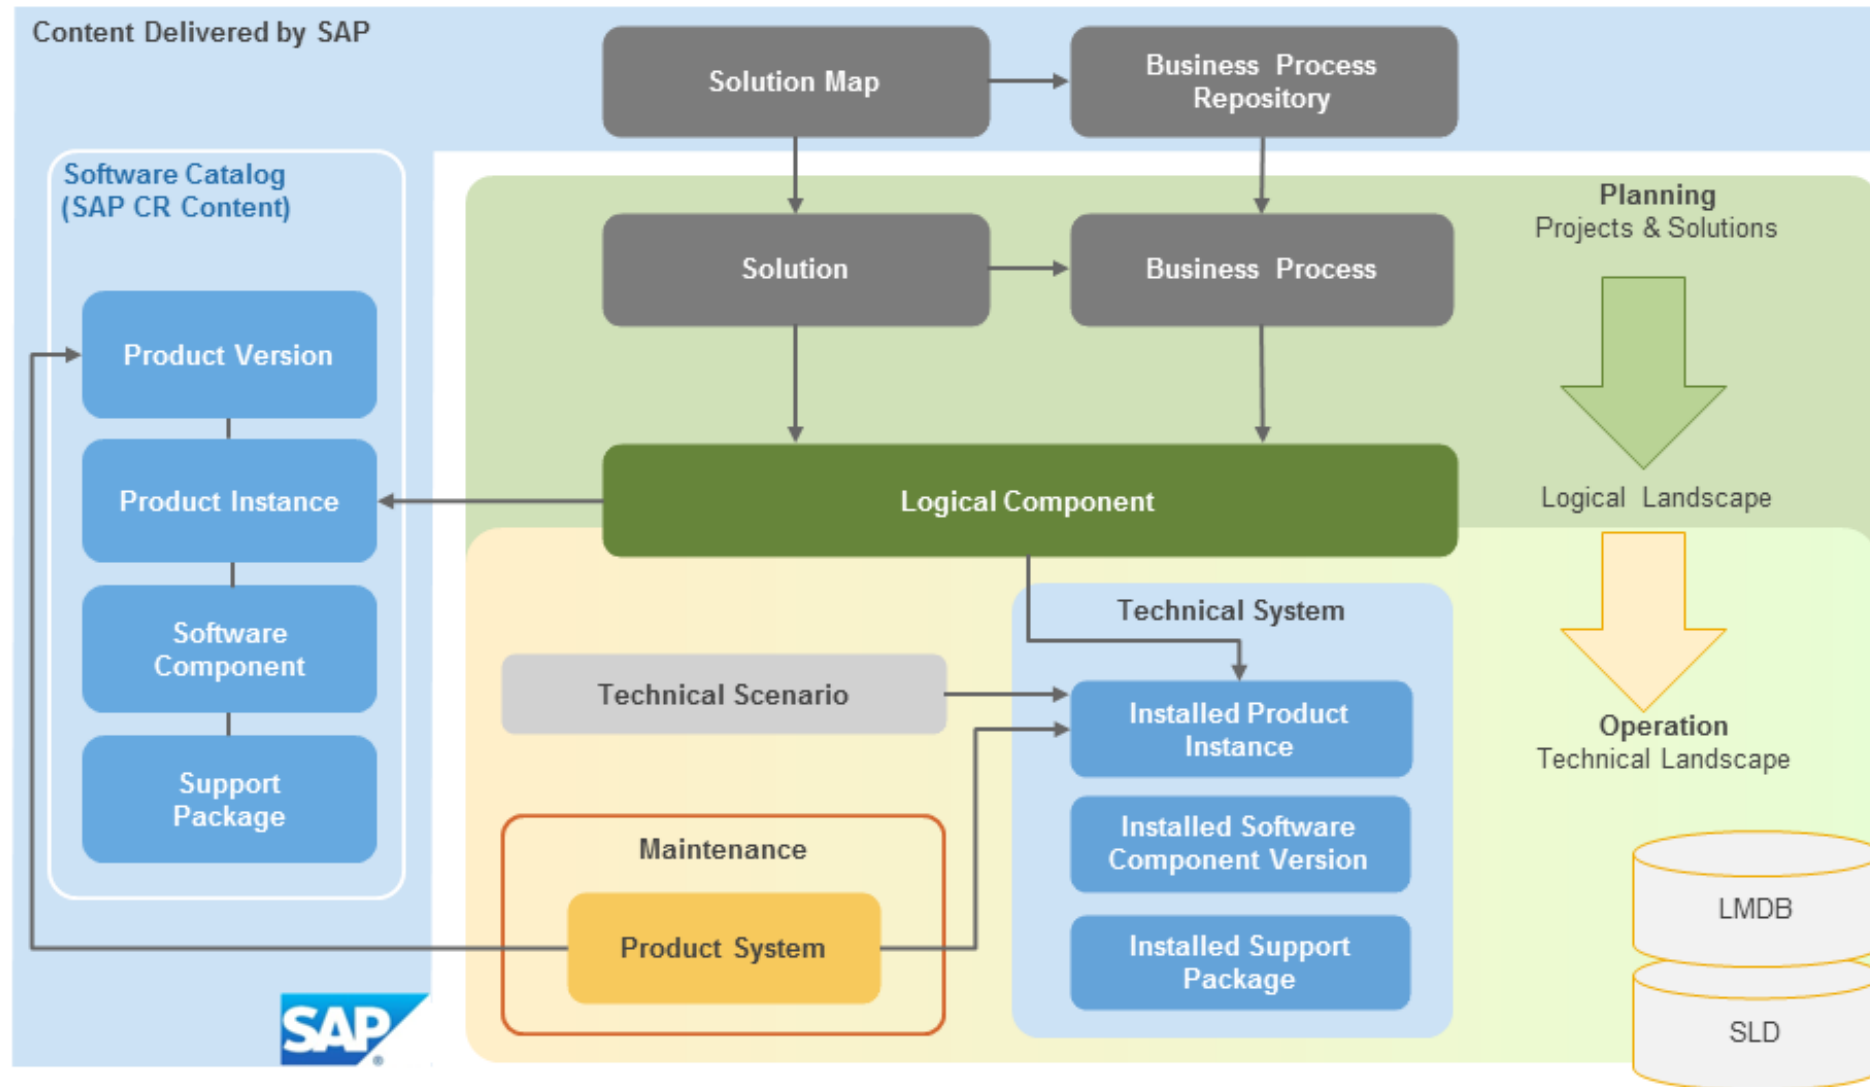 Content Delivered by SAP
Solution Map
Business Process
Repository
Software Catalog
(SAP CR Content)
Planning
Projects & Solutions
Solution
Business Process
Product Version
Product Instance
Logical Component
Logical Landscape
Technical System
Software
Component
Technical Scenario
Installed Product
Instance
Operation
Technical Landscape
Support
Package
Maintenance
Installed Software
Component Version
LMDB
Product System
Installed Support
Package
SAP
®
SLD